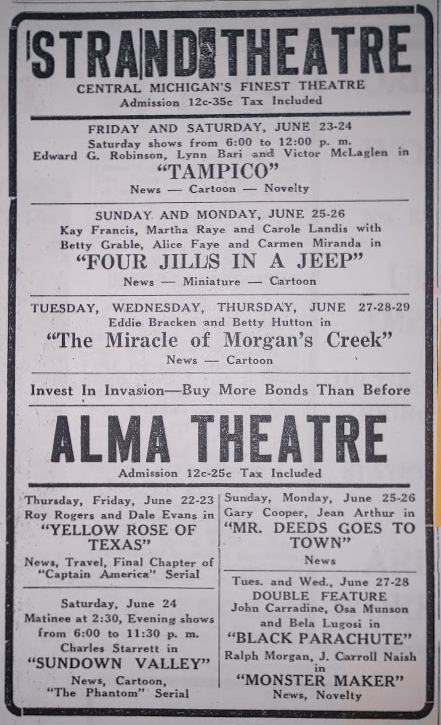 STRAND THEATRE
CENTRAL MICHIGAN'S FINEST THEATRE
Admission 12c-35c Tax Included
FRIDAY AND SATURDAY, JUNE 23-24
Saturday shows from 6:00 to 12:00 p. m.
Edward G. Robinson, Lynn Bari and Victor McLaglen in
"TAMPICO"
News — Cartoon — Novelty
SUNDAY AND MONDAY, JUNE 25-26
Kay Francis, Martha Raye and Carole Landis with
Betty Grable, Alice Faye and Carmen Miranda in
"FOUR JILLS IN A JEEP"
News — Miniature — Cartoon
TUESDAY, WEDNESDAY, THURSDAY, JUNE 27-28-29
Eddie Bracken and Betty Hutton in
"The Miracle of Morgan's Creek"
News — Cartoon
Invest In Invasion—Buy More Bonds Than Before
ALMA THEATRE
Admission 12c-25c Tax Included
Thursday, Friday, June 22-23
Roy Rogers and Dale Evans in
"YELLOW ROSE OF
TEXAS"
News, Travel, Final Chapter of
"Captain America" Serial
Saturday, June 24
Matinee at 2:30, Evening shows
from 6:00 to 11:30 p. m.
Charles Starrett in
"SUNDOWN VALLEY"
News, Cartoon,
"The Phantom" Serial
Sunday, Monday, June 25-26
Gary Cooper, Jean Arthur in
"MR. DEEDS GOES TO
TOWN"
News
Tues. and Wed., June 27-28
DOUBLE FEATURE
John Carradine, Osa Munson
and Bela Lugosi in
"BLACK PARACHUTE"
Ralph Morgan, J. Carroll Naish
in
"MONSTER MAKER"
News, Novelty